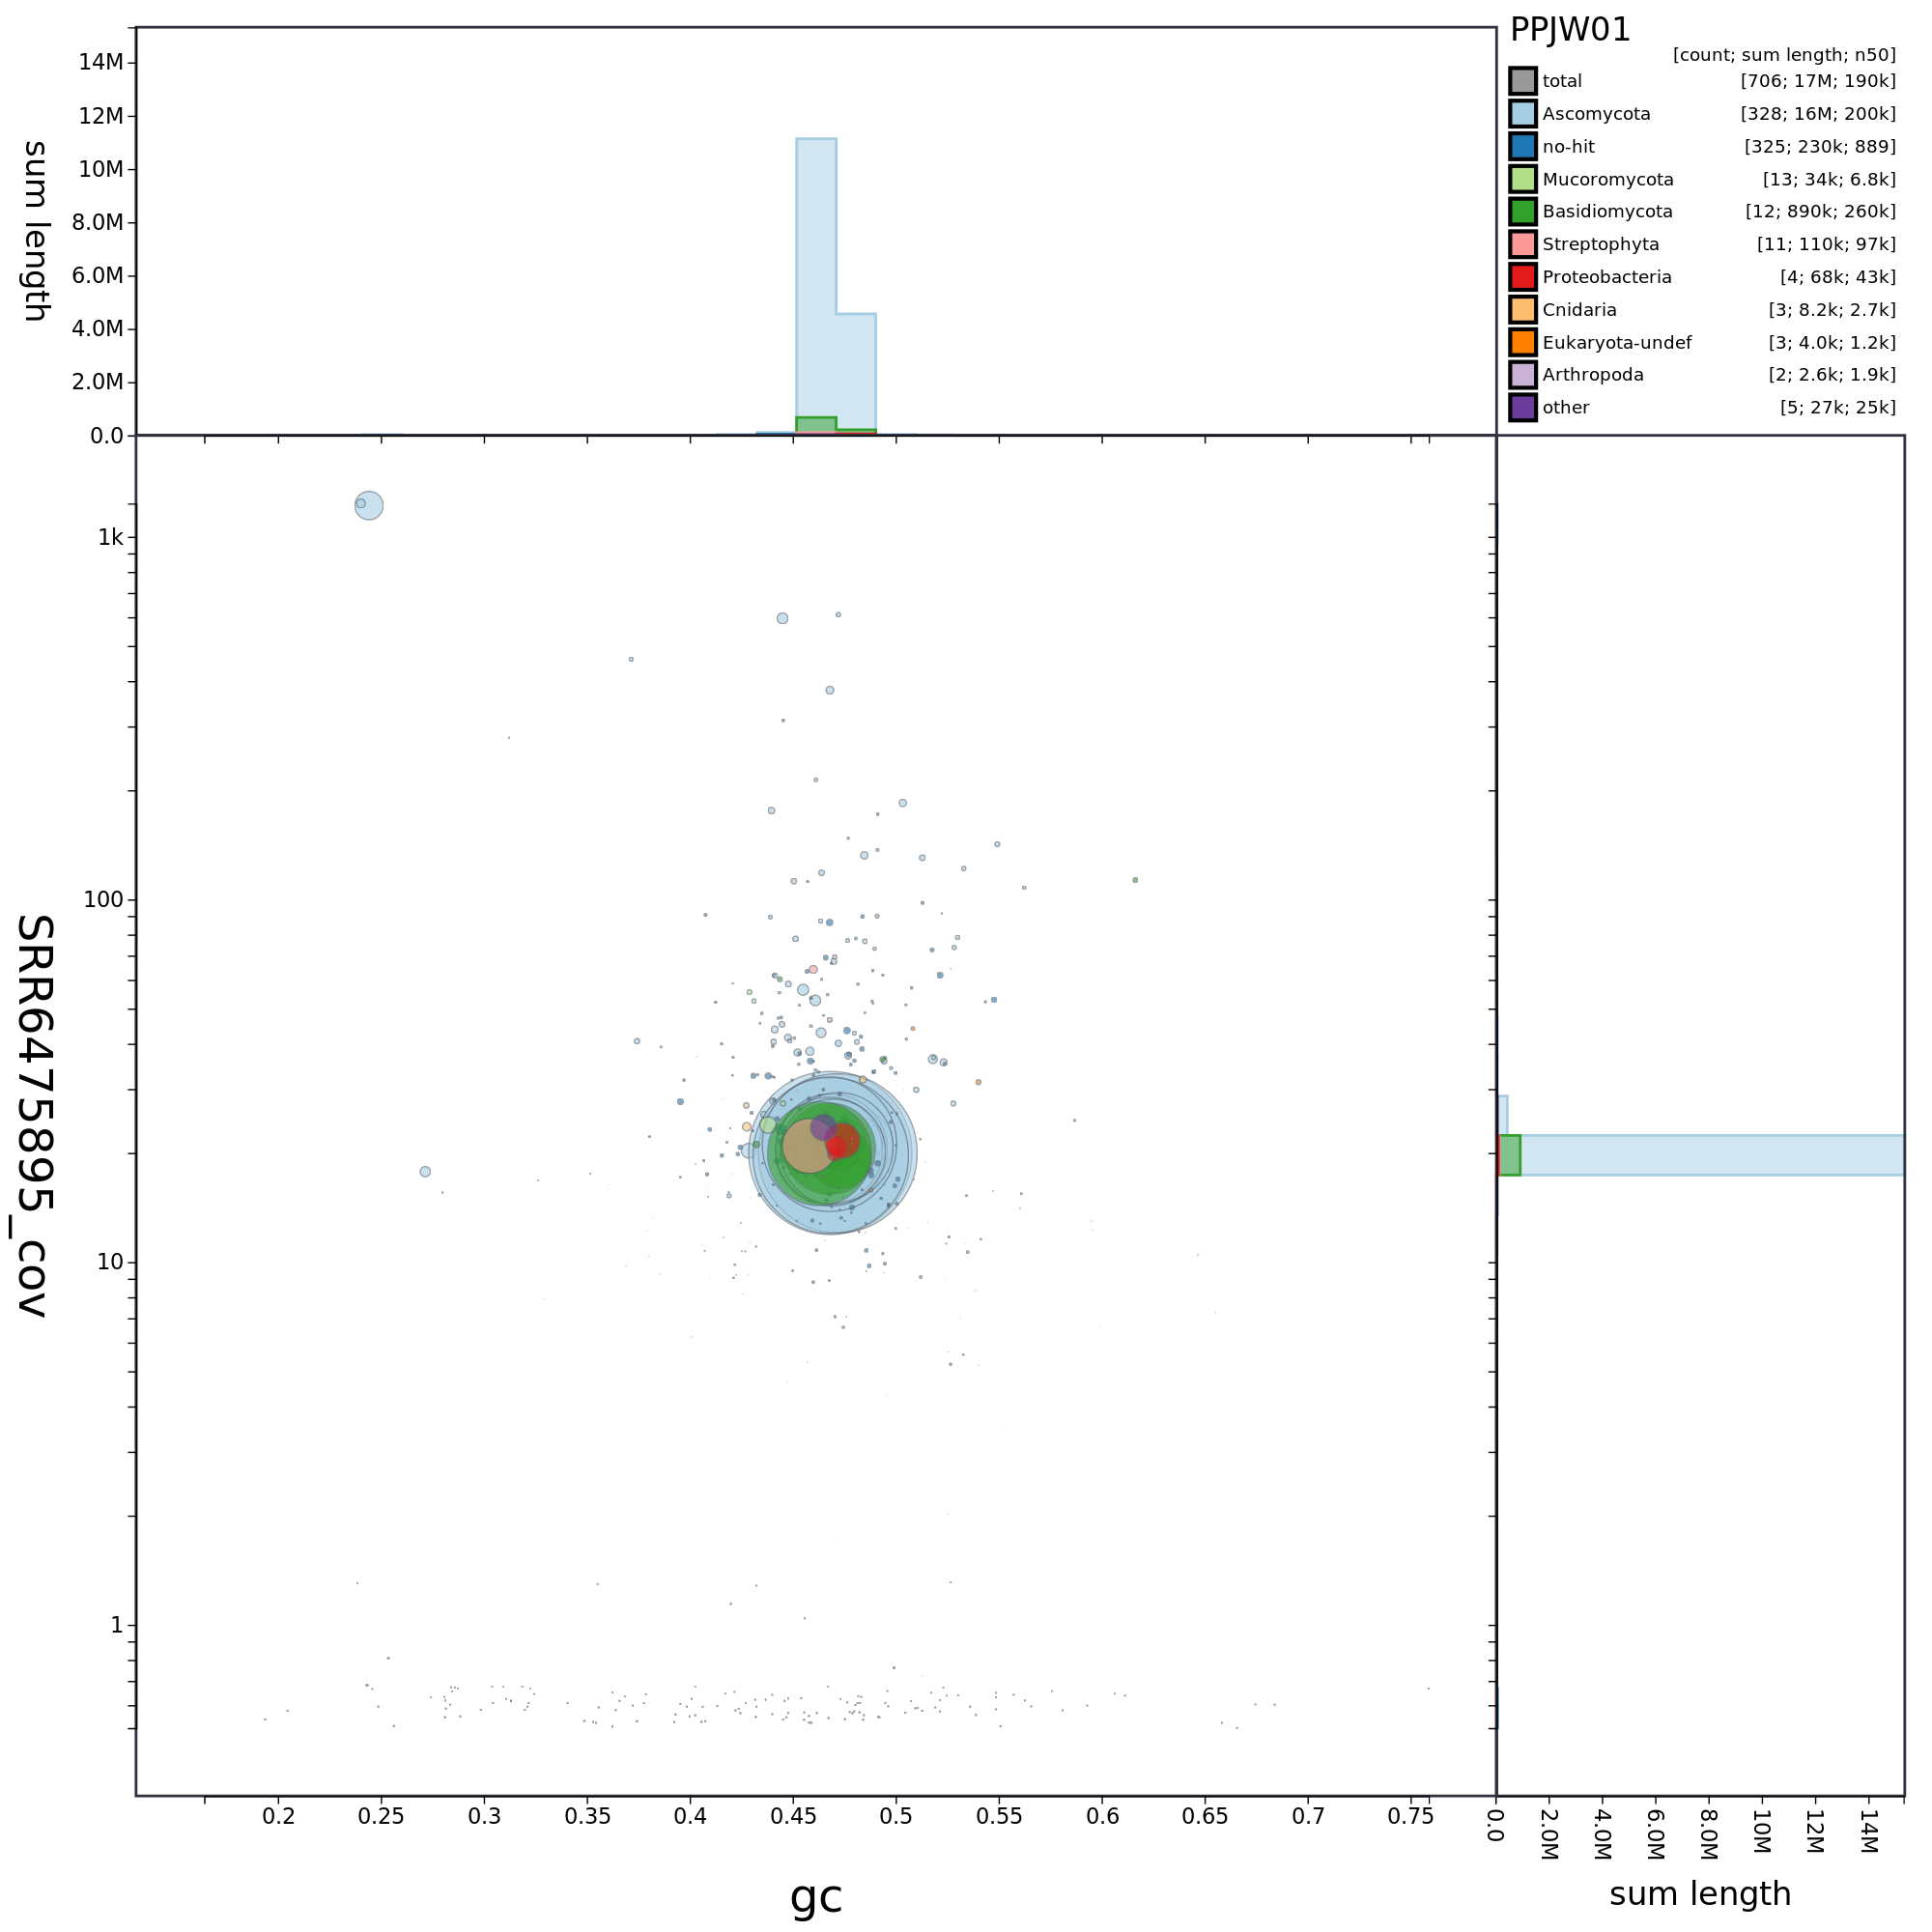 PPJW01
[count; sum length; n50]
total [706; 17M; 190k]
Ascomycota [328; 16M; 200k]
no-hit [325; 230k; 889]
Mucoromycota [13; 34k; 6.8k]
Basidiomycota [12; 890k; 260k]
Streptophyta [11; 110k; 97k]
Proteobacteria [4; 68k; 43k]
Cnidaria [3; 8.2k; 2.7k]
Eukaryota-undef [3; 4.0k; 1.2k]
Arthropoda [2; 2.6k; 1.9k]
other [5; 27k; 25k]
sum length
14M
12M
10M
8.0M
6.0M
4.0M
2.0M
0.0
SRR6475895_cov
1k
100
10
1
0.2 0.25 0.3 0.35 0.4 0.45 0.5 0.55 0.6 0.65 0.7 0.75
gc
0.0 2.0M 4.0M 6.0M 8.0M 10M 12M 14M
sum length